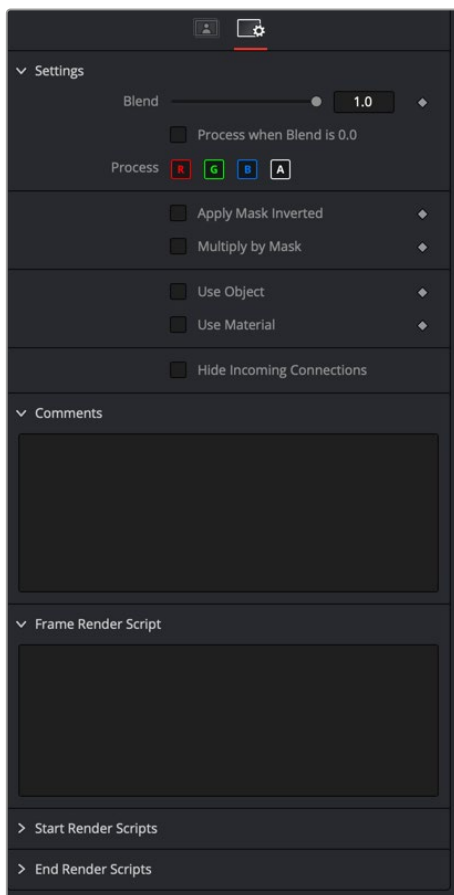 Settings
Blend 1.0
Process when Blend is 0.0
Process R G B A
Apply Mask Inverted
Multiply by Mask
Use Object
Use Material
Hide Incoming Connections
Comments
Frame Render Script
Start Render Scripts
End Render Scripts